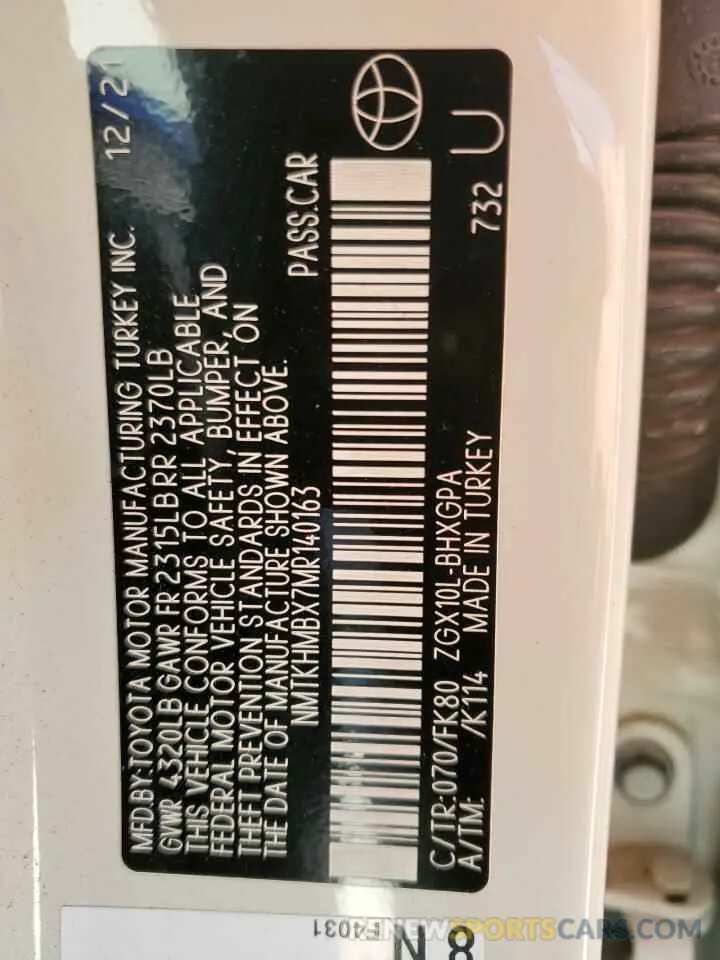 MFD.BY:TOYOTA MOTOR MANUFACTURING TURKEY INC. 12/21
GVWR 4320LB GAWR FR 2315LB RR 2370LB
THIS VEHICLE CONFORMS TO ALL APPLICABLE
FEDERAL MOTOR VEHICLE SAFETY, BUMPER, AND
THEFT PREVENTION STANDARDS IN EFFECT ON
THE DATE OF MANUFACTURE SHOWN ABOVE.
NMTKHMBX7MR140163 PASS.CAR
C/TR:070/FK80 ZGX10L-BHXGPA 732 U
A/TM: /K114 MADE IN TURKEY
F4031
RENEWSPORTSCARS.COM